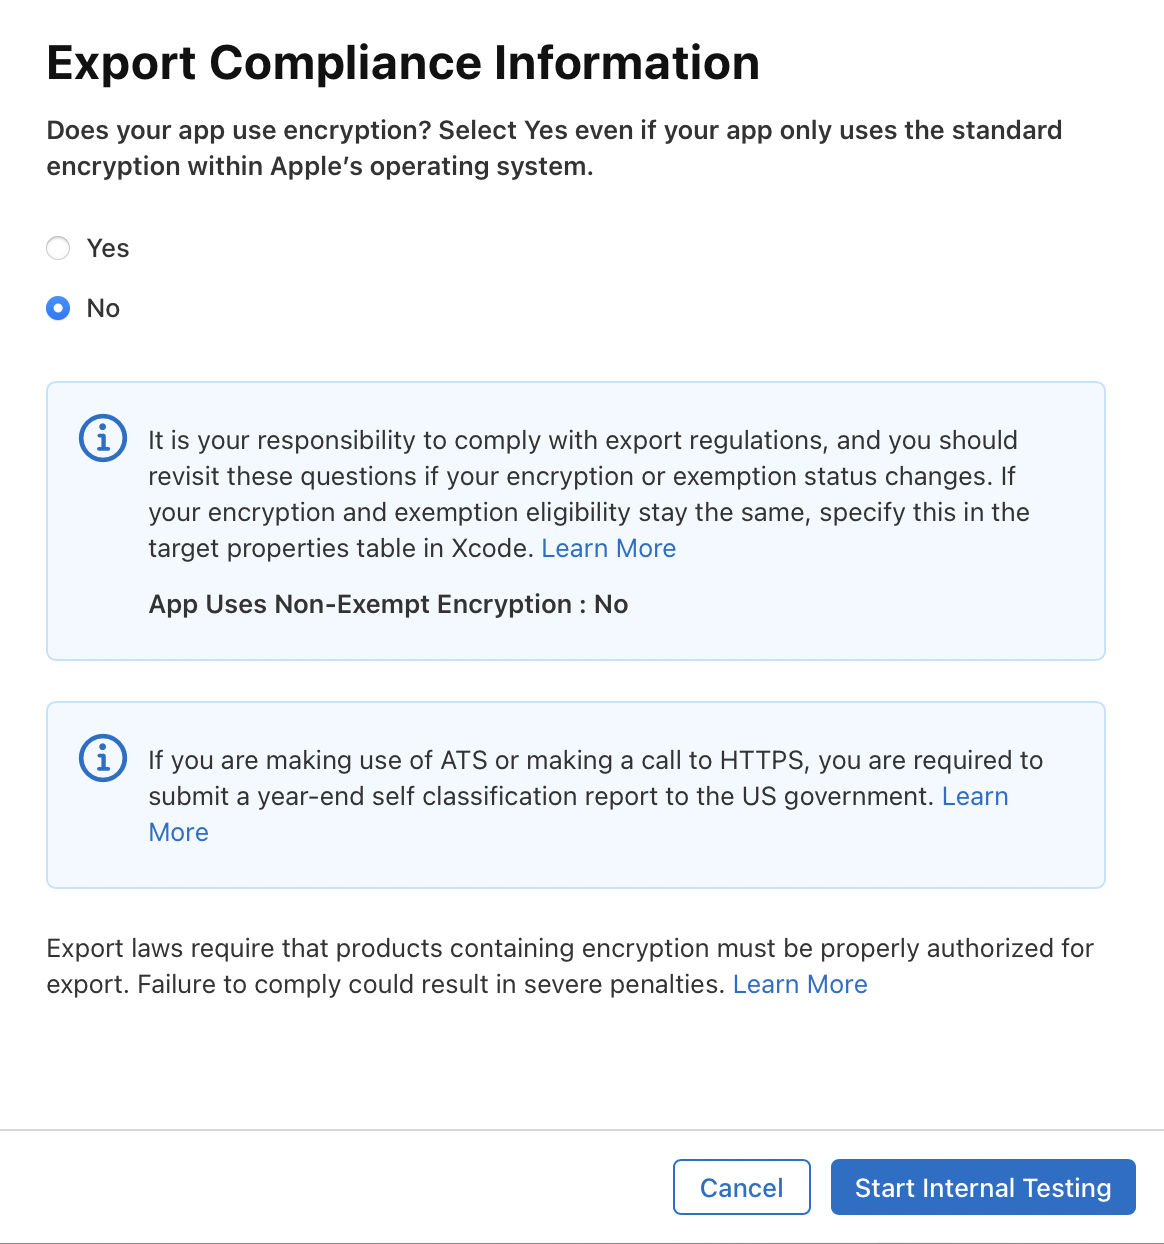 Export Compliance Information
Does your app use encryption? Select Yes even if your app only uses the standard
encryption within Apple’s operating system.
Yes
No
It is your responsibility to comply with export regulations, and you should
revisit these questions if your encryption or exemption status changes. If
your encryption and exemption eligibility stay the same, specify this in the
target properties table in Xcode. Learn More
App Uses Non-Exempt Encryption : No
If you are making use of ATS or making a call to HTTPS, you are required to
submit a year-end self classification report to the US government. Learn
More
Export laws require that products containing encryption must be properly authorized for
export. Failure to comply could result in severe penalties. Learn More
Cancel
Start Internal Testing